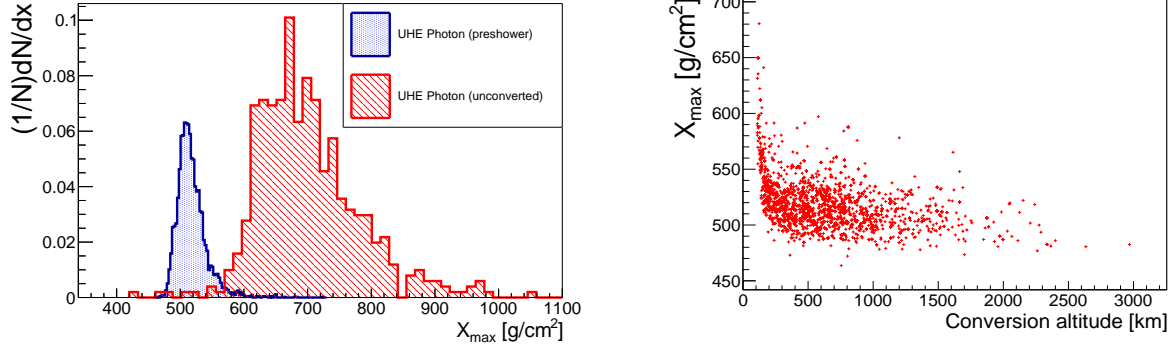 (1/N)dN/dx
0.1
0.08
0.06
0.04
0.02
0
UHE Photon (preshower)
UHE Photon (unconverted)
400 500 600 700 800 900 1000 1100
X_max [g/cm²]
X_max [g/cm²]
700
650
600
550
500
450
0 500 1000 1500 2000 2500 3000
Conversion altitude [km]